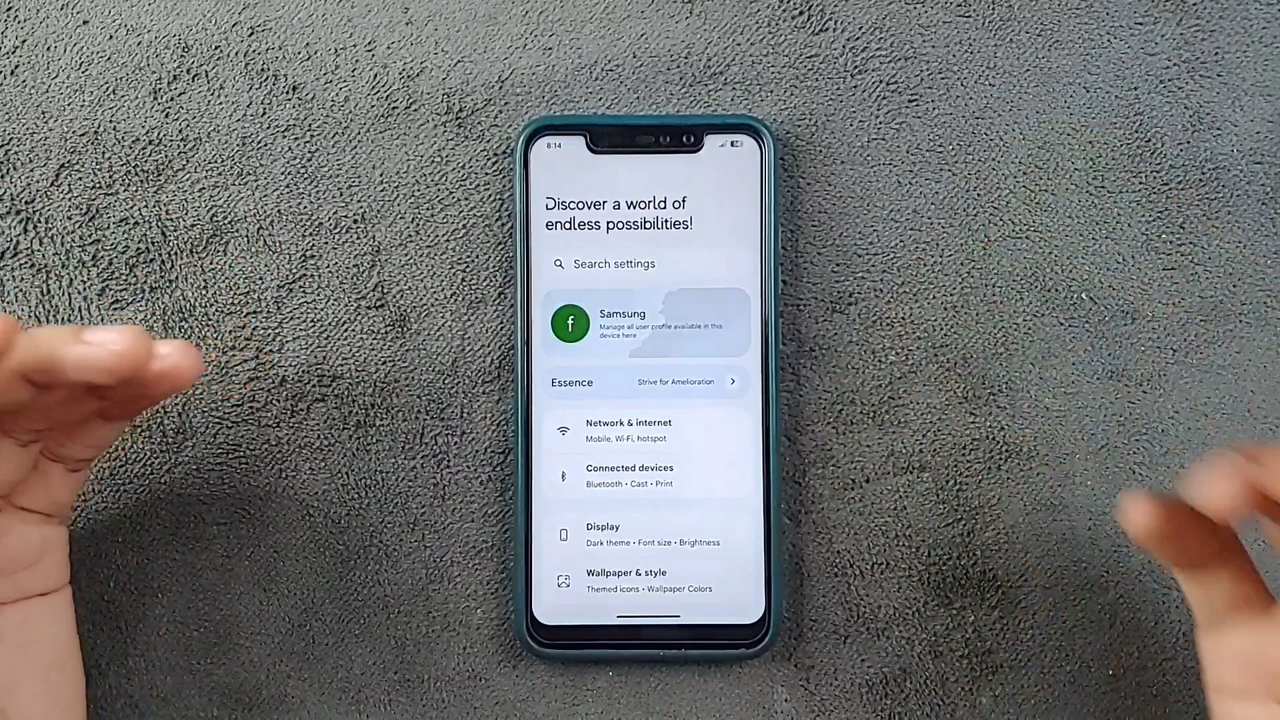 8:14
Discover a world of
endless possibilities!
Search settings
f
Samsung
Manage all user profile available in this
device here
Essence
Strive for Amelioration
Network & internet
Mobile, Wi-Fi, hotspot
Connected devices
Bluetooth • Cast • Print
Display
Dark theme • Font size • Brightness
Wallpaper & style
Themed icons • Wallpaper Colors